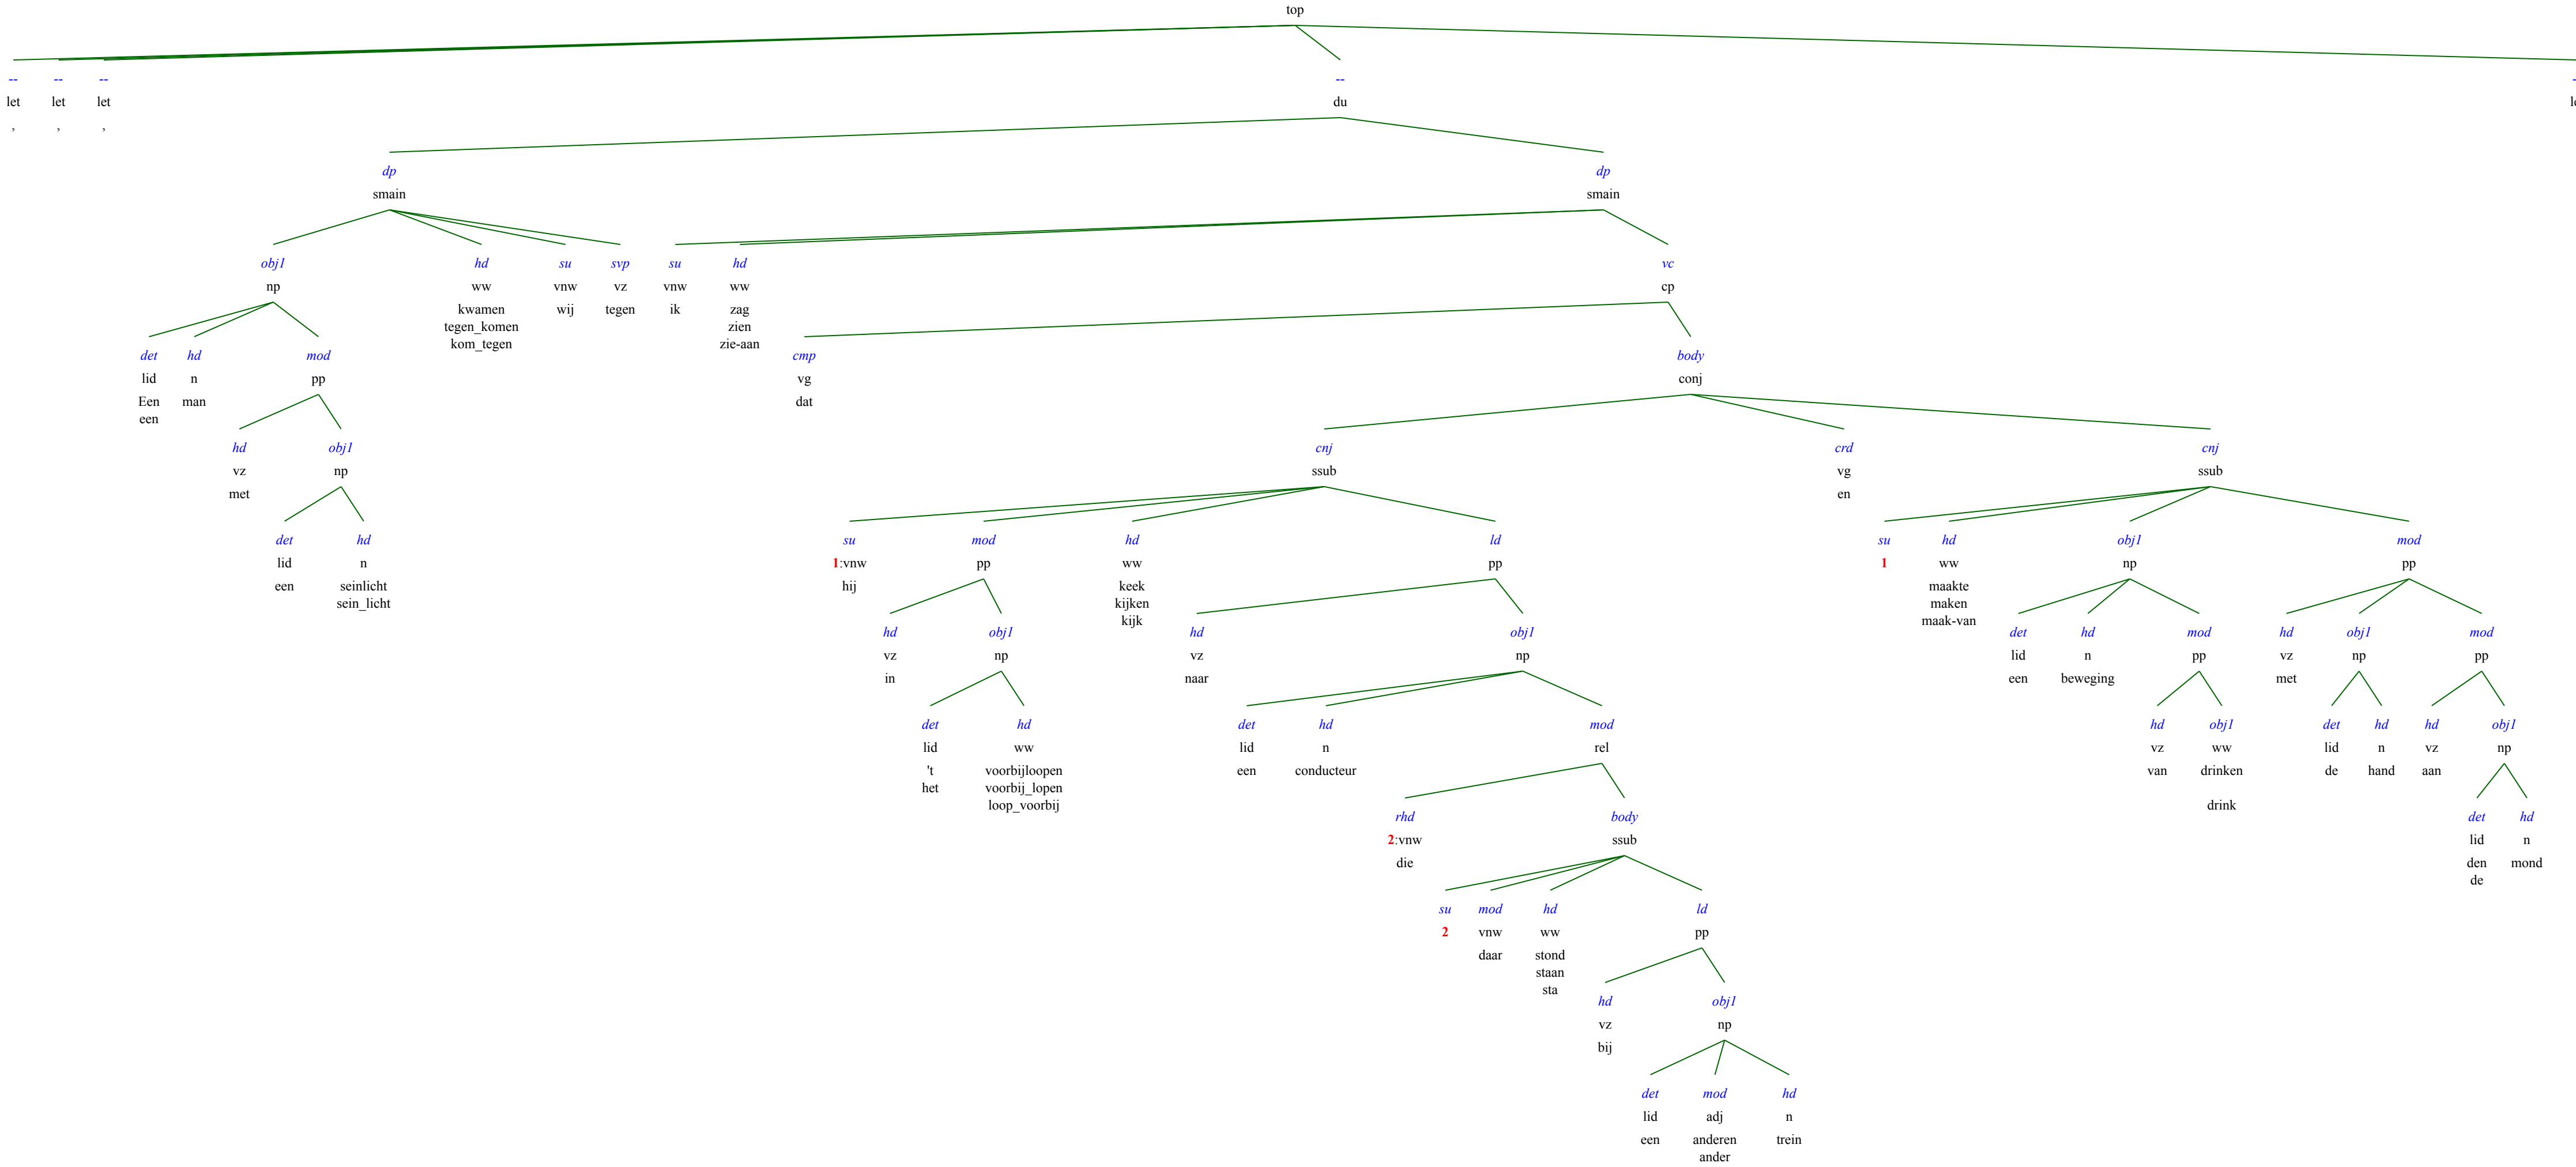 top
-- -- -- -- -
let let let du l
, , ,
dp dp
smain smain
obj1 hd su svp su hd vc
np ww vnw vz vnw ww cp
kwamen wij tegen ik zag
tegen_komen zien
kom_tegen zie-aan
det hd mod cmp body
lid n pp vg conj
Een man dat
een
hd obj1 cnj crd cnj
vz np ssub vg ssub
met en
det hd su mod hd ld su hd obj1 mod
lid n 1:vnw pp ww pp 1 ww np pp
een seinlicht hij keek maakte
sein_licht kijken maken
kijk maak-van
hd obj1 hd obj1 det hd mod hd obj1 mod
vz np vz np lid n pp vz np pp
in naar een beweging met
det hd det hd mod hd obj1 det hd hd obj1
lid ww lid n rel vz ww lid n vz np
't voorbijloopen een conducteur van drinken de hand aan
het voorbij_lopen
loop_voorbij drink
rhd body det hd
2:vnw ssub lid n
die den mond
de
su mod hd ld
2 vnw ww pp
daar stond
staan
sta
hd obj1
vz np
bij
det mod hd
lid adj n
een anderen trein
ander